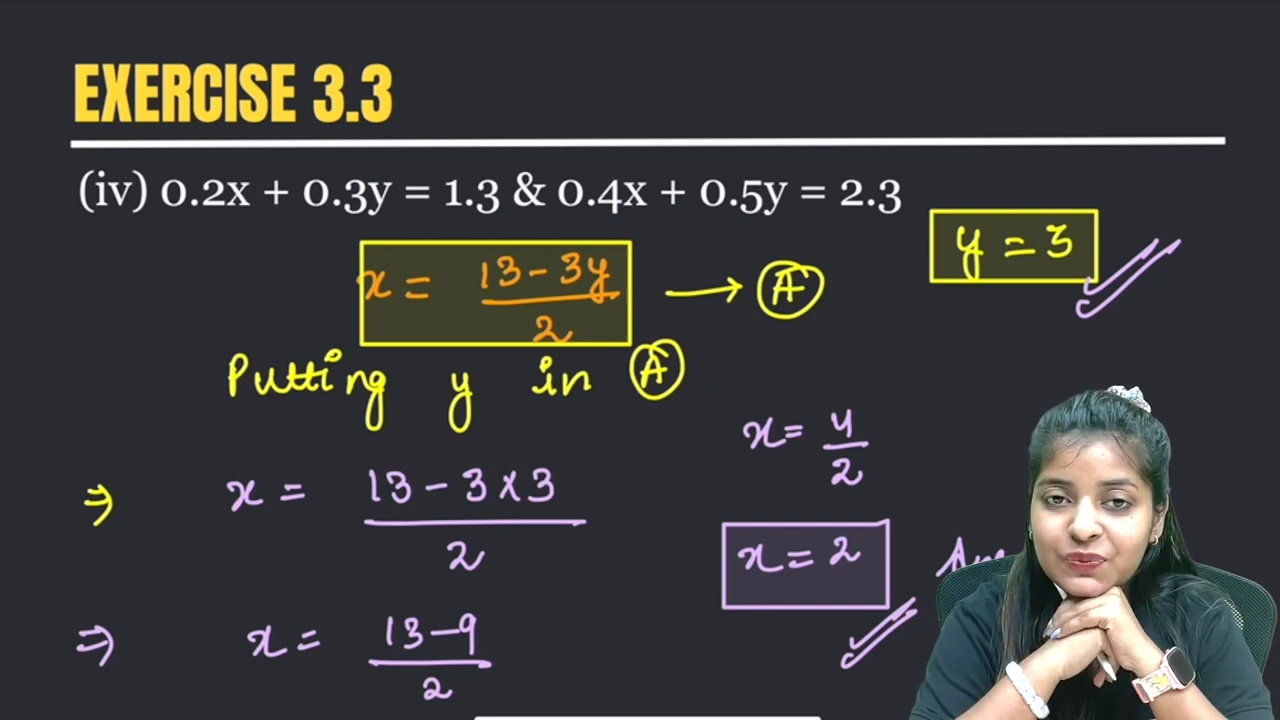 EXERCISE 3.3
(iv) 0.2x + 0.3y = 1.3 & 0.4x + 0.5y = 2.3
y = 3
x = 13 - 3y / 2 → A
Putting y in A
x = 4 / 2
⇒ x = 13 - 3 × 3 / 2
x = 2
⇒ x = 13 - 9 / 2